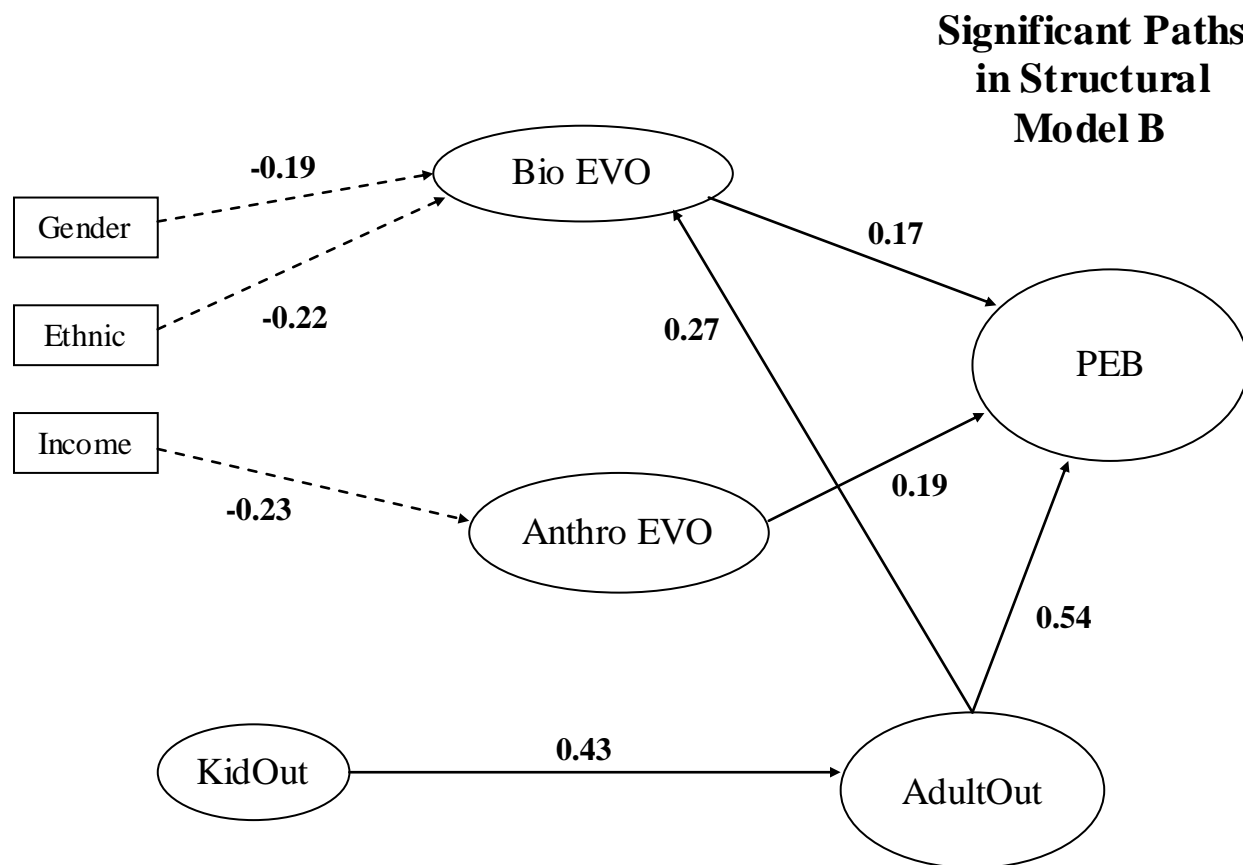 Significant Paths
in Structural
Model B
-0.19
Bio EVO
Gender
0.17
Ethnic
-0.22
0.27
PEB
Income
0.19
-0.23
Anthro EVO
0.54
0.43
KidOut
AdultOut